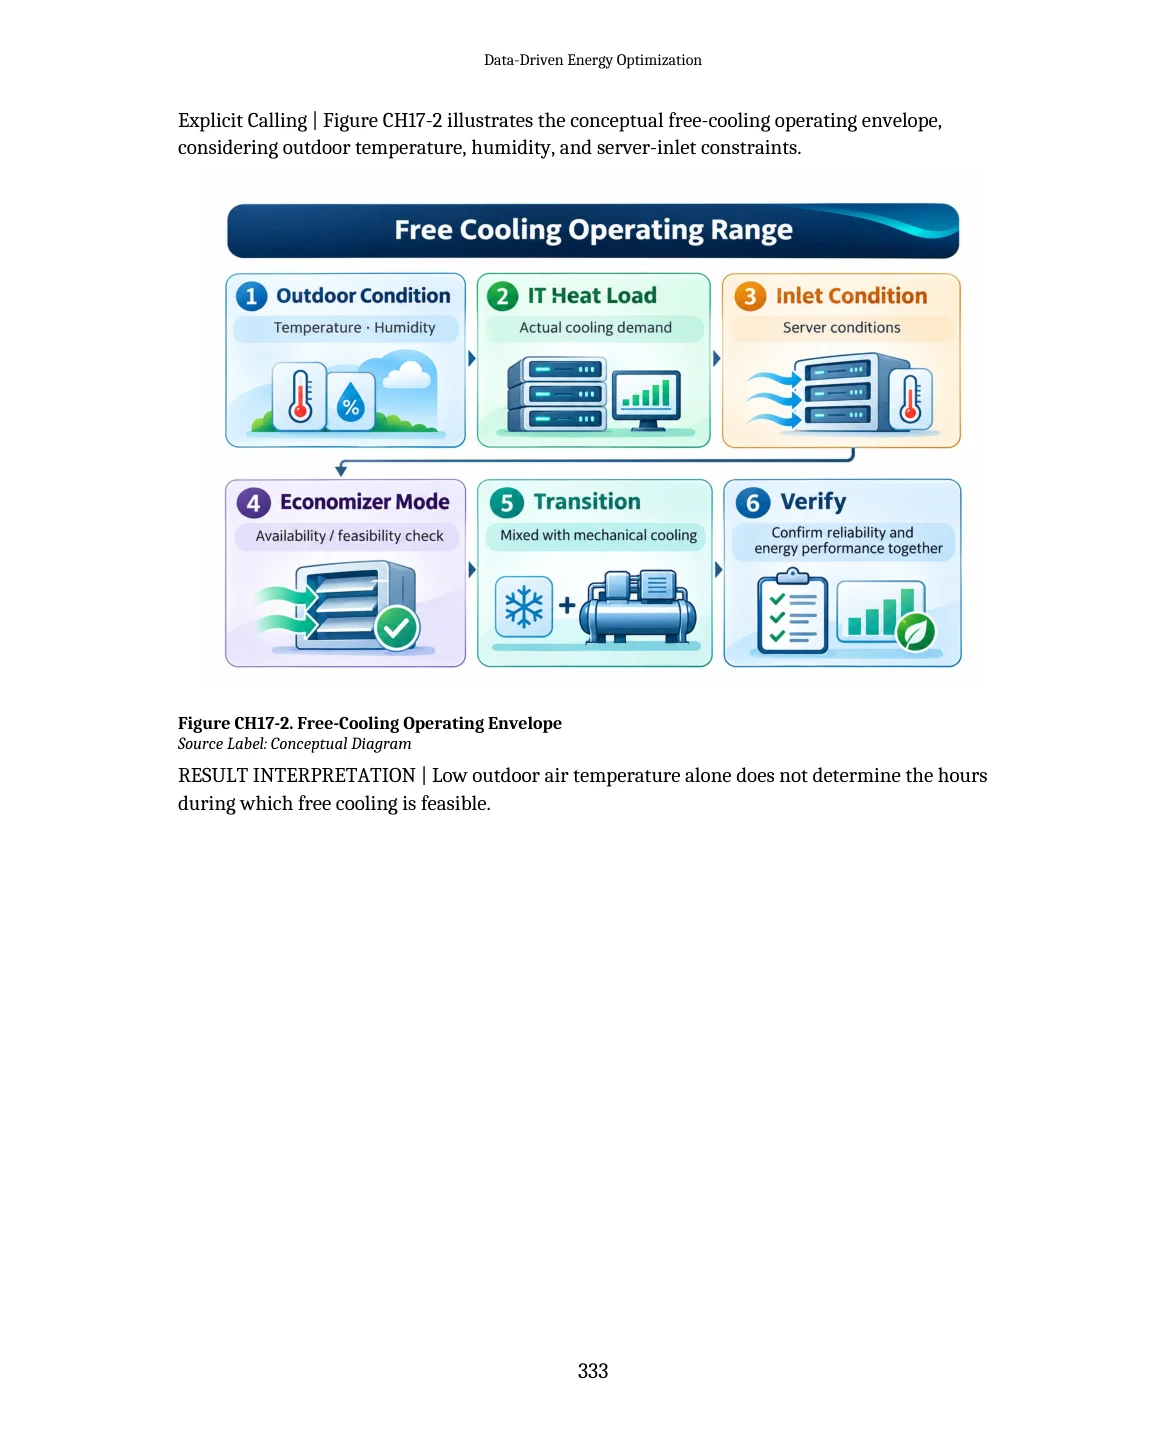 Data-Driven Energy Optimization
Explicit Calling | Figure CH17-2 illustrates the conceptual free-cooling operating envelope,
considering outdoor temperature, humidity, and server-inlet constraints.
Free Cooling Operating Range
1 Outdoor Condition
Temperature · Humidity
%
2 IT Heat Load
Actual cooling demand
3 Inlet Condition
Server conditions
4 Economizer Mode
Availability / feasibility check
5 Transition
Mixed with mechanical cooling
+
6 Verify
Confirm reliability and
energy performance together
Figure CH17-2. Free-Cooling Operating Envelope
Source Label: Conceptual Diagram
RESULT INTERPRETATION | Low outdoor air temperature alone does not determine the hours
during which free cooling is feasible.
333